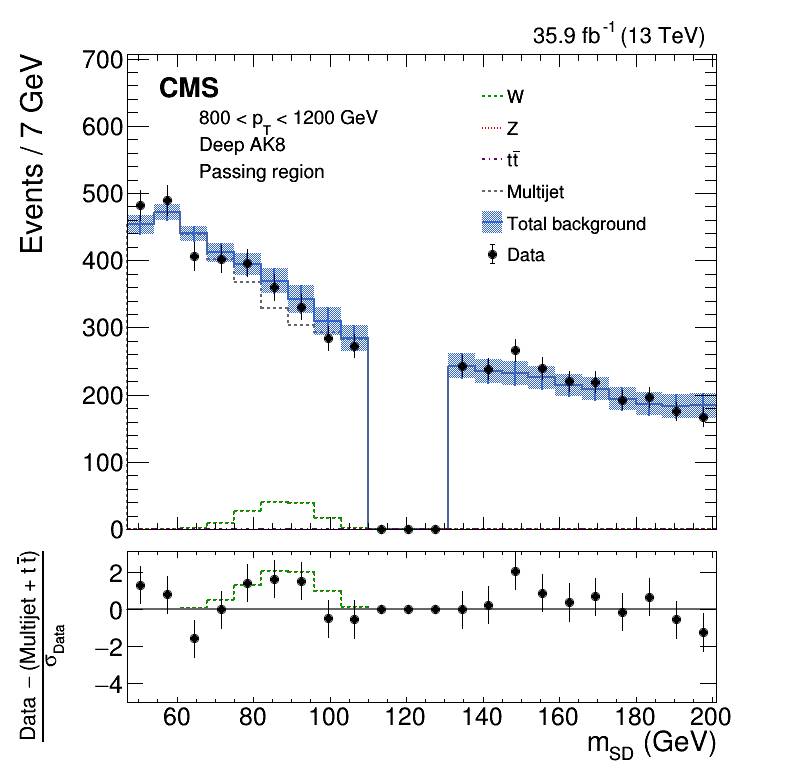 35.9 fb⁻¹ (13 TeV)
Events / 7 GeV
CMS
800 < p_T < 1200 GeV
Deep AK8
Passing region
W
Z
tt̄
Multijet
Total background
Data
700
600
500
400
300
200
100
0
2
0
−2
−4
Data − (Multijet + t t̄)
σ_Data
60 80 100 120 140 160 180 200
m_SD (GeV)